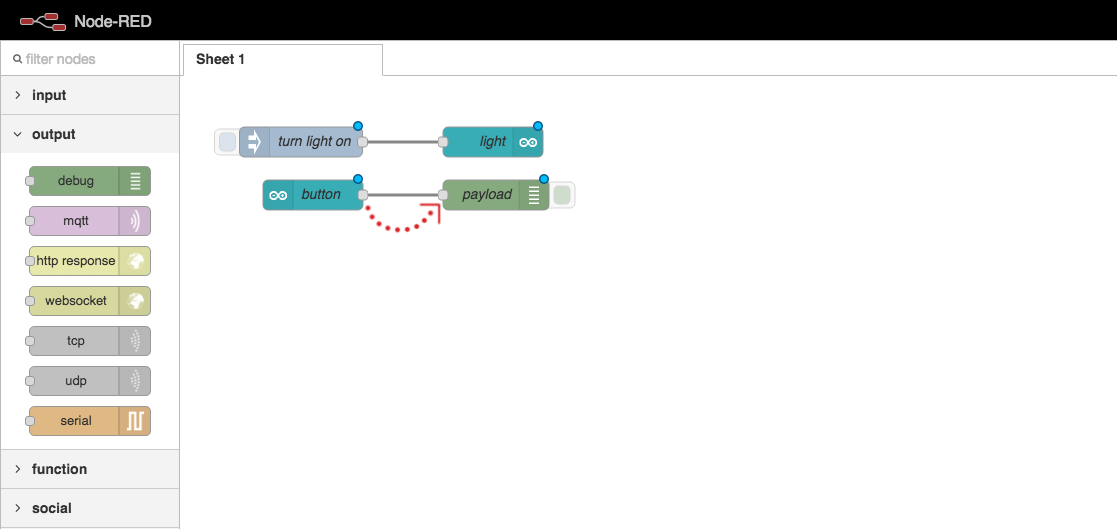 Node-RED
filter nodes
Sheet 1
input
output
debug
mqtt
http response
websocket
tcp
udp
serial
function
social
turn light on
light
button
payload